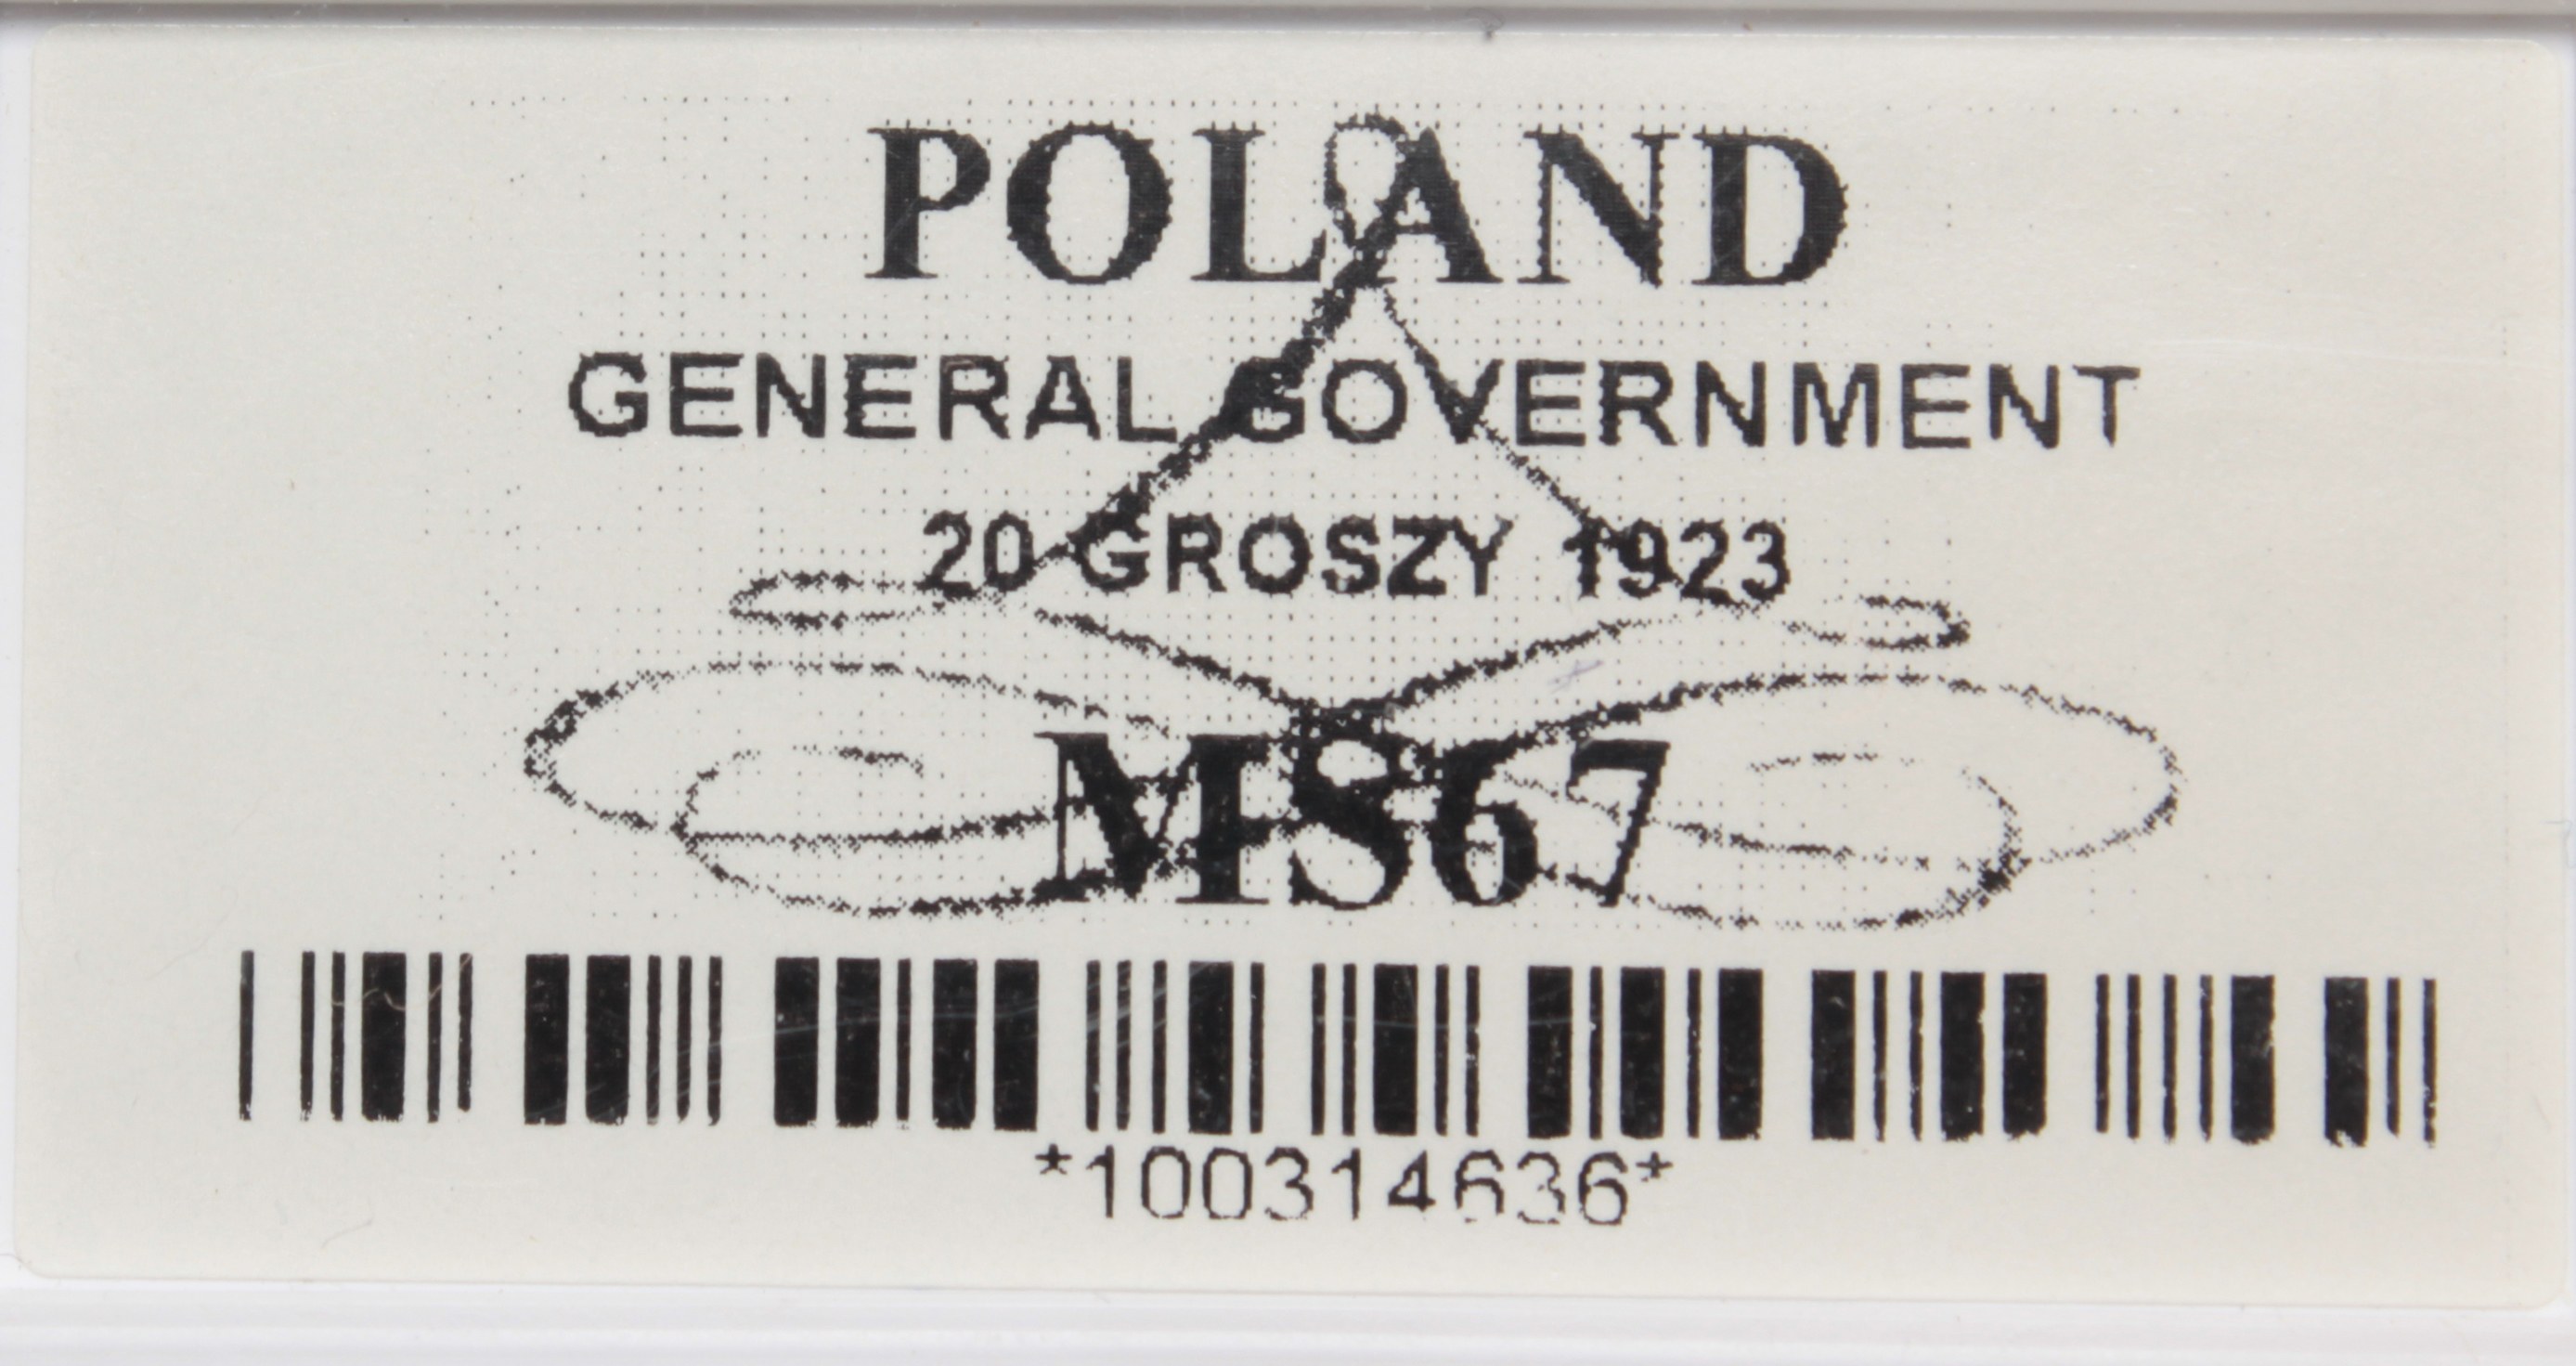 POLAND
GENERAL GOVERNMENT
20 GROSZY 1923
MS67
*100314636*